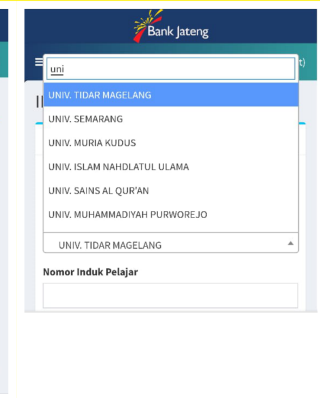 Bank Jateng
uni
t)
UNIV. TIDAR MAGELANG
UNIV. SEMARANG
UNIV. MURIA KUDUS
UNIV. ISLAM NAHDLATUL ULAMA
UNIV. SAINS AL QUR'AN
UNIV. MUHAMMADIYAH PURWOREJO
UNIV. TIDAR MAGELANG
Nomor Induk Pelajar